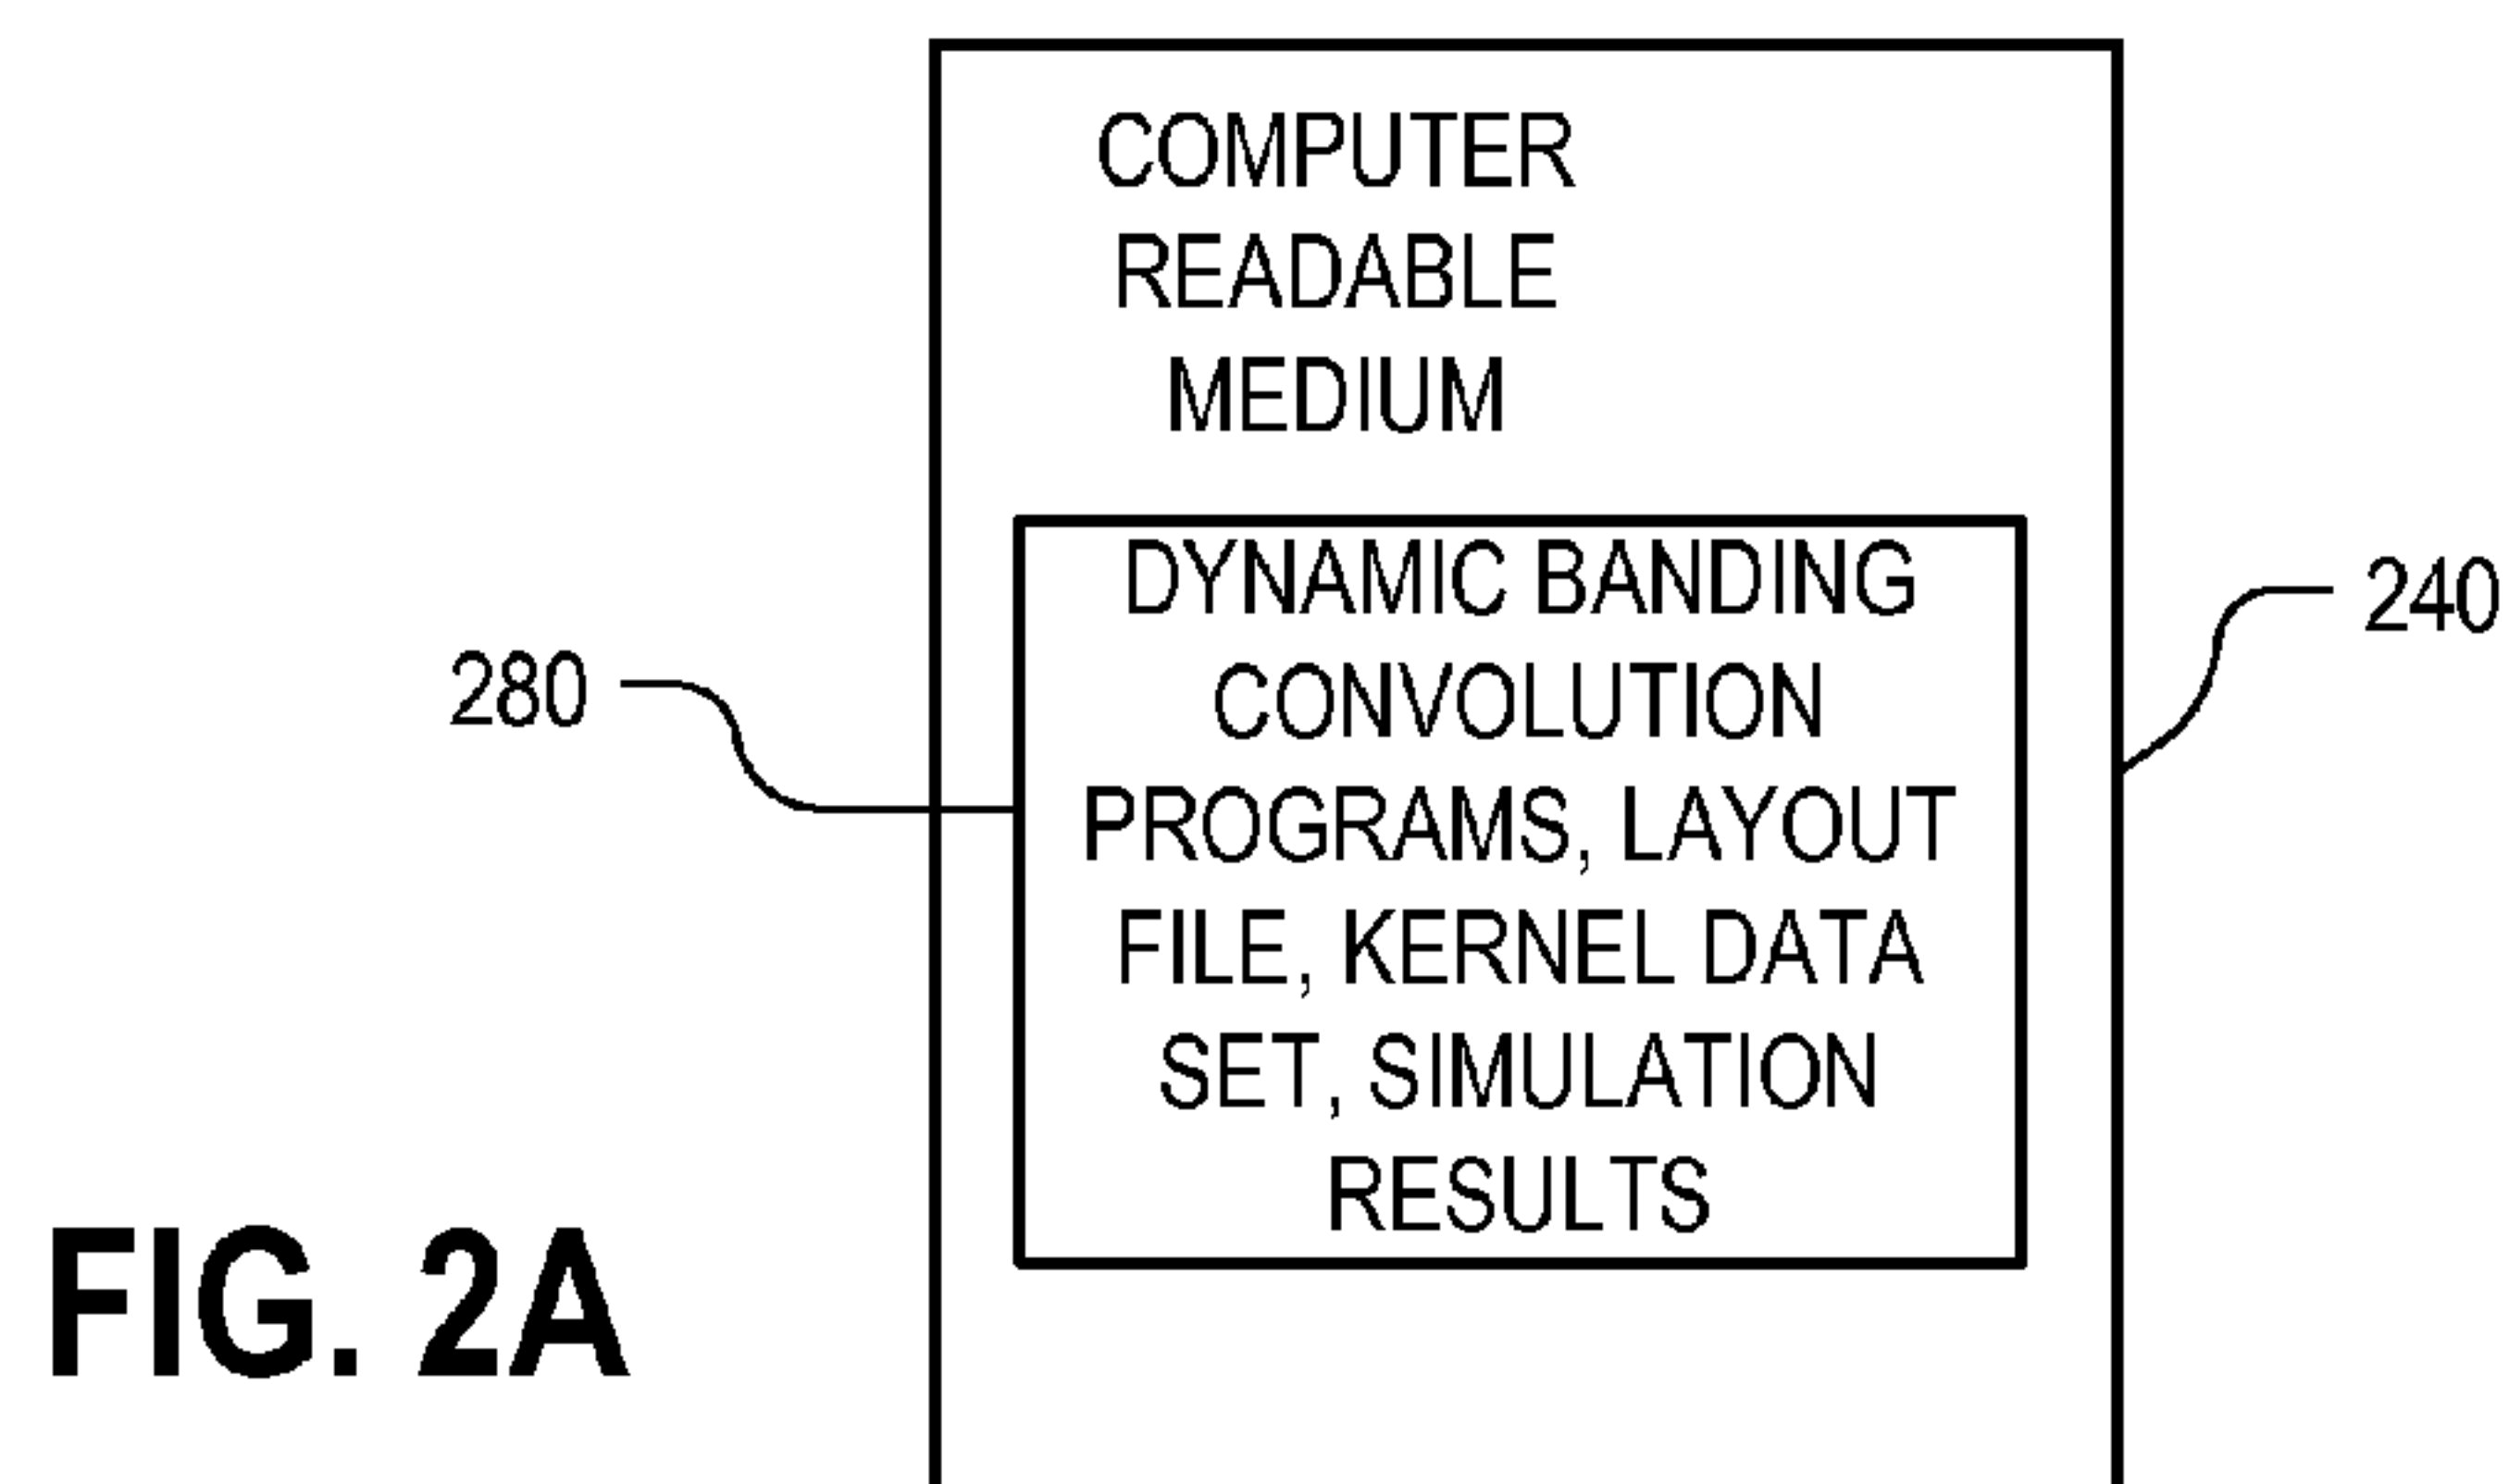 COMPUTER
READABLE
MEDIUM
DYNAMIC BANDING
CONVOLUTION
PROGRAMS, LAYOUT
FILE, KERNEL DATA
SET, SIMULATION
RESULTS
240
280
FIG. 2A